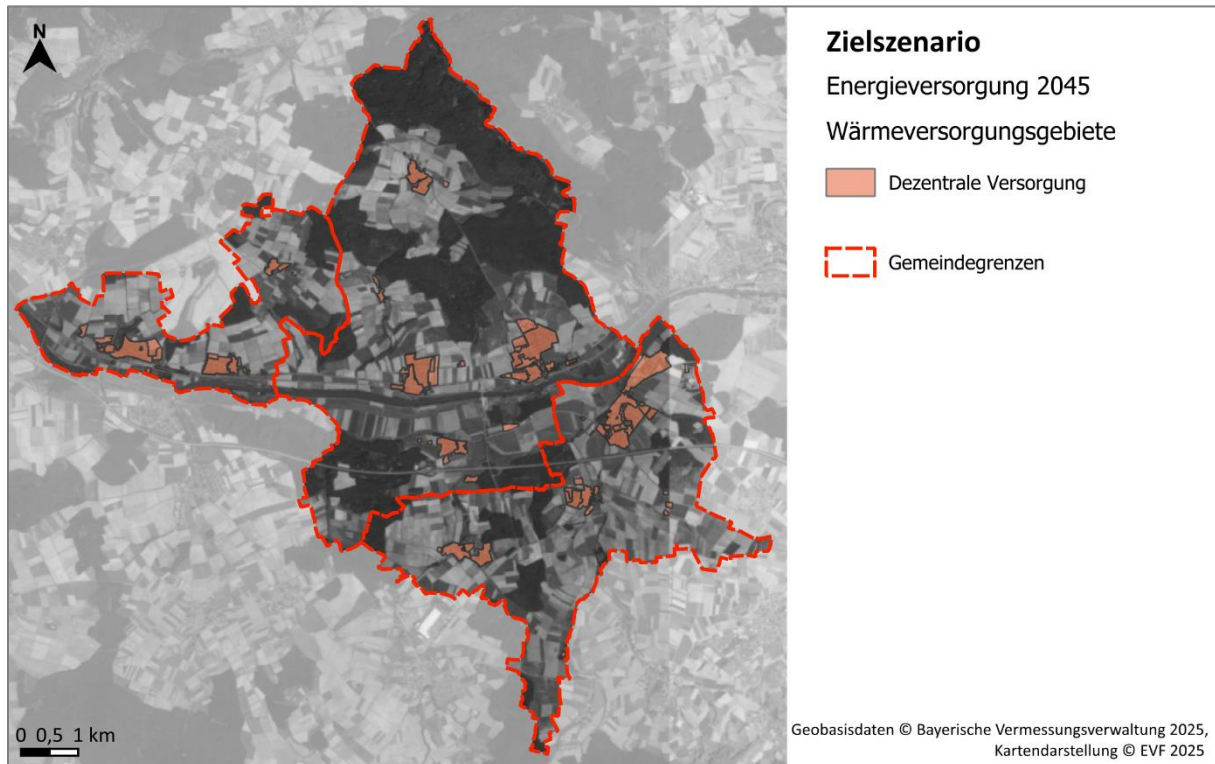 N
Zielszenario
Energieversorgung 2045
Wärmeversorgungsgebiete
Dezentrale Versorgung
Gemeindegrenzen
0 0,5 1 km
Geobasisdaten © Bayerische Vermessungsverwaltung 2025,
Kartendarstellung © EVF 2025